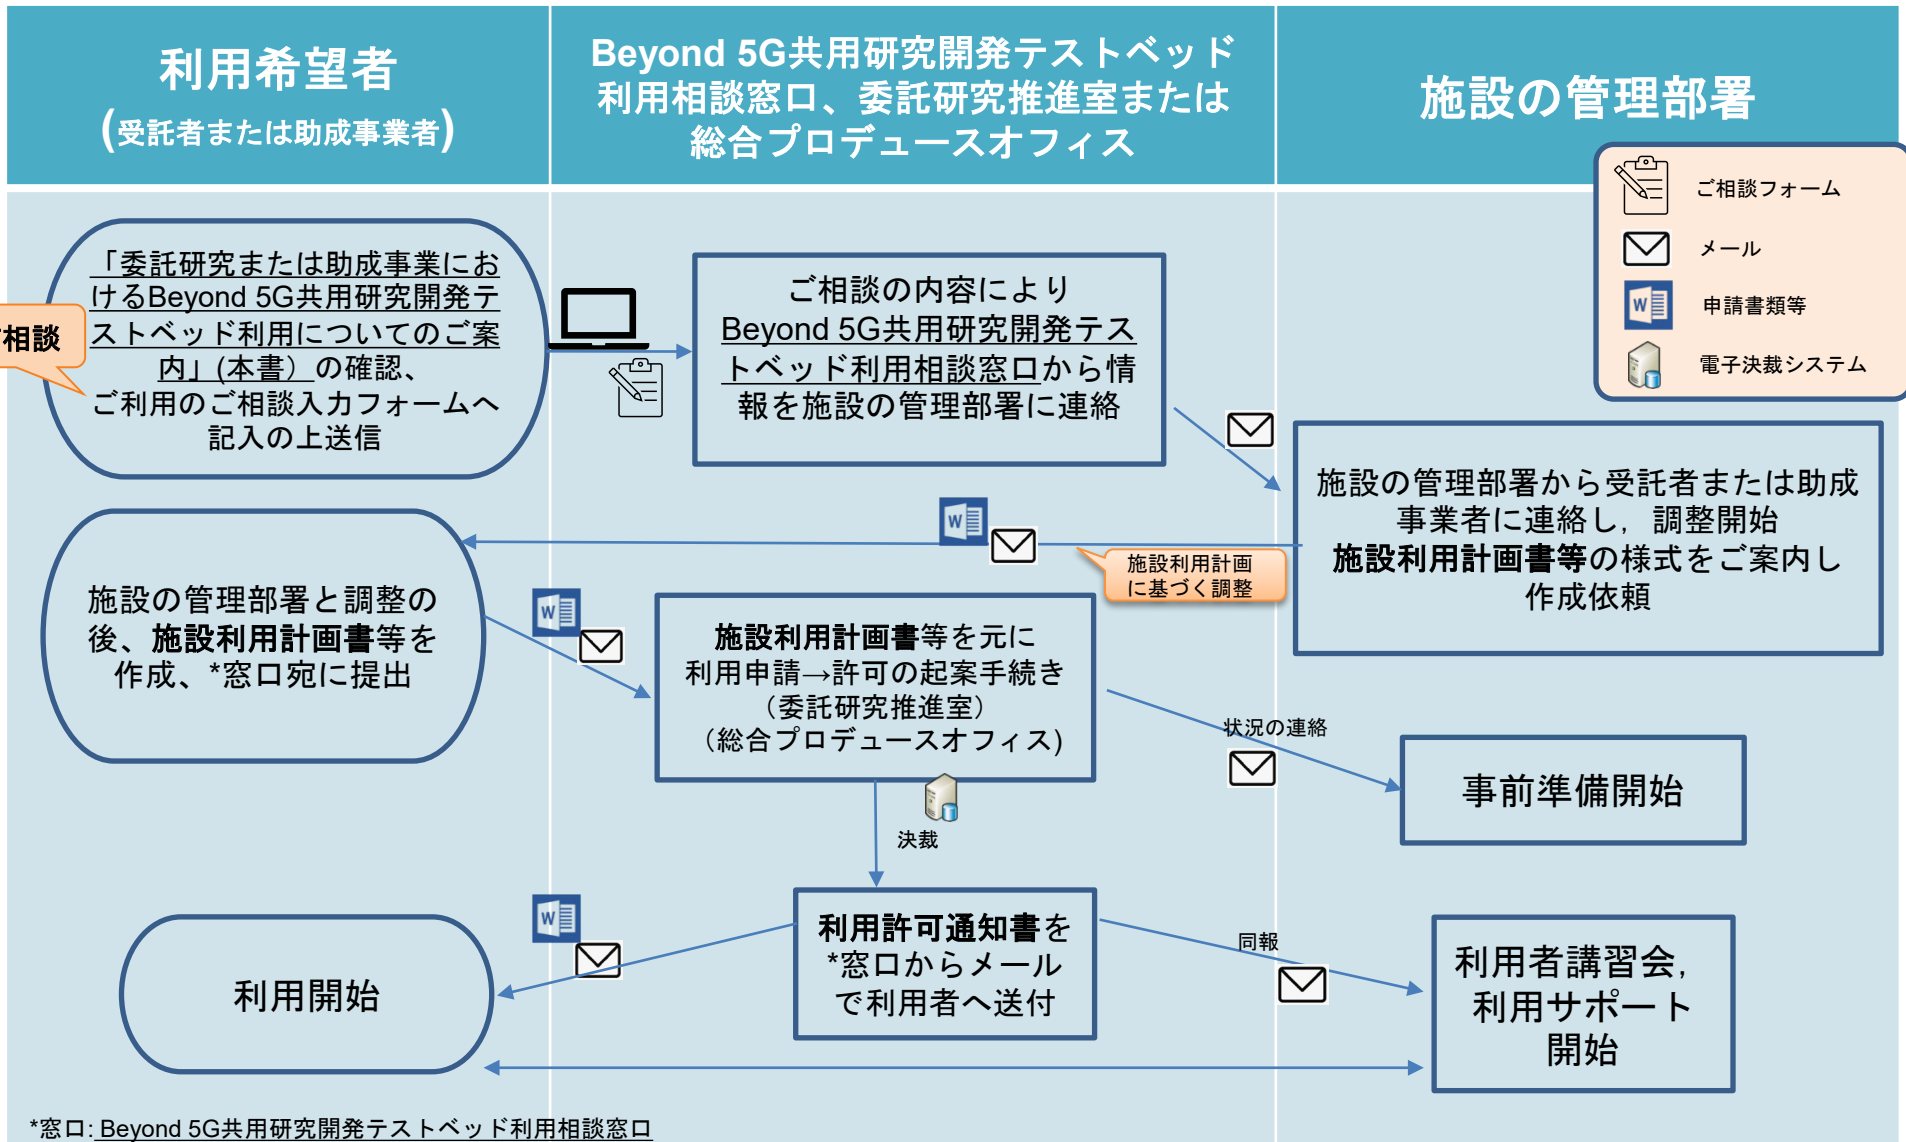 利用希望者
(受託者または助成事業者)
Beyond 5G共用研究開発テストベッド
利用相談窓口、委託研究推進室または
総合プロデュースオフィス
施設の管理部署
ご相談フォーム
メール
申請書類等
電子決裁システム
相談
「委託研究または助成事業にお
けるBeyond 5G共用研究開発テ
ストベッド利用についてのご案
内」(本書）の確認、
ご利用のご相談入力フォームへ
記入の上送信
ご相談の内容により
Beyond 5G共用研究開発テス
トベッド利用相談窓口から情
報を施設の管理部署に連絡
施設の管理部署から受託者または助成
事業者に連絡し，調整開始
施設利用計画書等の様式をご案内し
作成依頼
施設利用計画
に基づく調整
施設の管理部署と調整の
後、施設利用計画書等を
作成、*窓口宛に提出
施設利用計画書等を元に
利用申請→許可の起案手続き
（委託研究推進室）
（総合プロデュースオフィス)
状況の連絡
事前準備開始
決裁
利用許可通知書を
*窓口からメール
で利用者へ送付
同報
利用開始
利用者講習会，
利用サポート
開始
*窓口: Beyond 5G共用研究開発テストベッド利用相談窓口